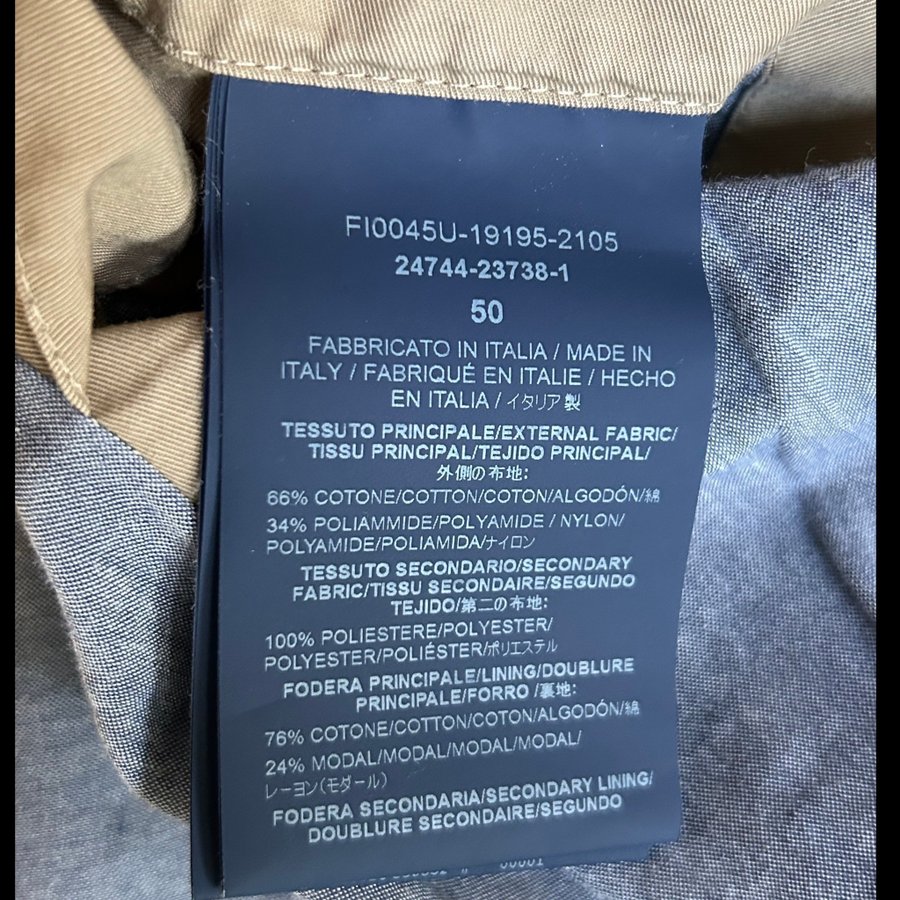 FI0045U-19195-2105
24744-23738-1
50
FABBRICATO IN ITALIA / MADE IN
ITALY / FABRIQUÉ EN ITALIE / HECHO
EN ITALIA / イタリア製
TESSUTO PRINCIPALE/EXTERNAL FABRIC/
TISSU PRINCIPAL/TEJIDO PRINCIPAL/
外側の布地:
66% COTONE/COTTON/COTON/ALGODÓN/綿
34% POLIAMMIDE/POLYAMIDE / NYLON/
POLYAMIDE/POLIAMIDA/ナイロン
TESSUTO SECONDARIO/SECONDARY
FABRIC/TISSU SECONDAIRE/SEGUNDO
TEJIDO/第二の布地:
100% POLIESTERE/POLYESTER/
POLYESTER/POLIÉSTER/ポリエステル
FODERA PRINCIPALE/LINING/DOUBLURE
PRINCIPALE/FORRO /裏地:
76% COTONE/COTTON/COTON/ALGODÓN/綿
24% MODAL/MODAL/MODAL/MODAL/
レーヨン(モダール)
FODERA SECONDARIA/SECONDARY LINING/
DOUBLURE SECONDAIRE/SEGUNDO